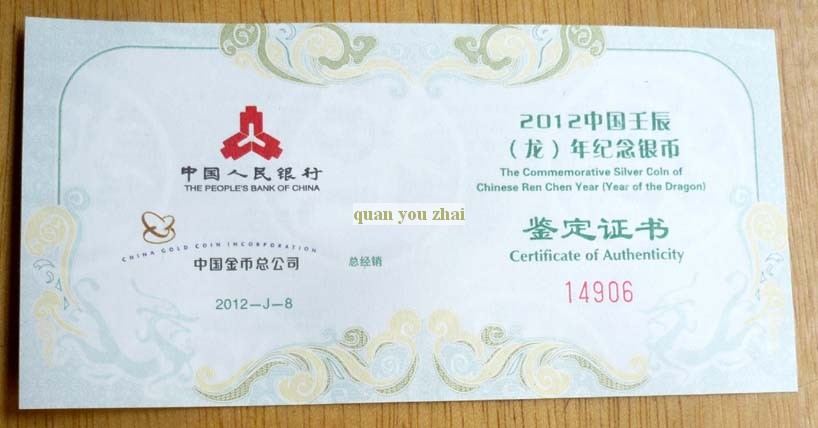 中国人民银行
THE PEOPLE'S BANK OF CHINA
CHINA GOLD COIN INCORPORATION
中国金币总公司 总经销
2012—J—8
quan you zhai
2012中国壬辰
（龙）年纪念银币
The Commemorative Silver Coin of
Chinese Ren Chen Year (Year of the Dragon)
鉴定证书
Certificate of Authenticity
14906